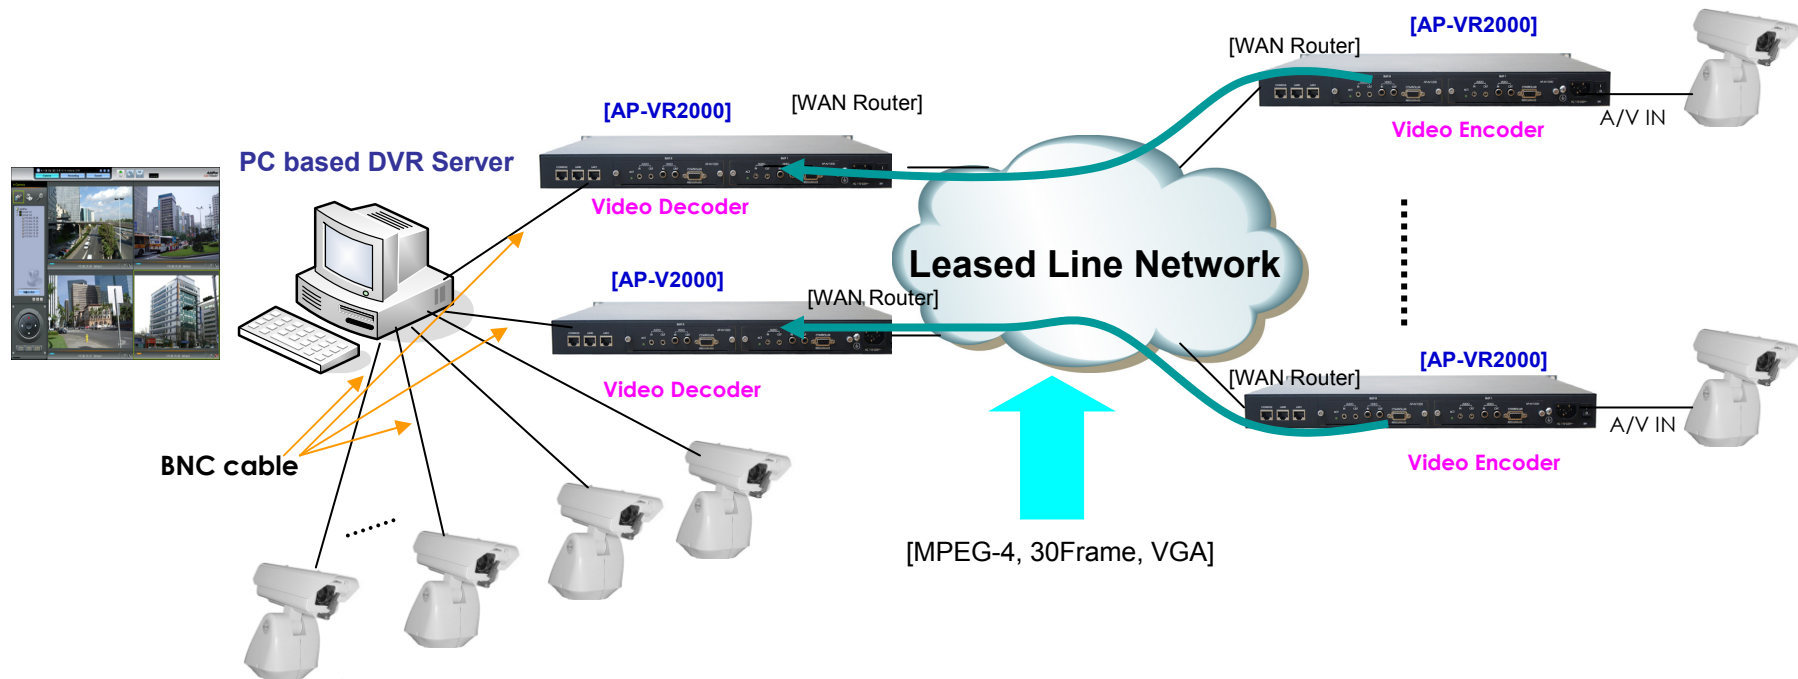 [AP-VR2000]
[WAN Router]
A/V IN
Video Encoder
[AP-VR2000]
[WAN Router]
PC based DVR Server
Video Decoder
Leased Line Network
[AP-V2000]
[WAN Router]
Video Decoder
[AP-VR2000]
[WAN Router]
A/V IN
Video Encoder
BNC cable
[MPEG-4, 30Frame, VGA]